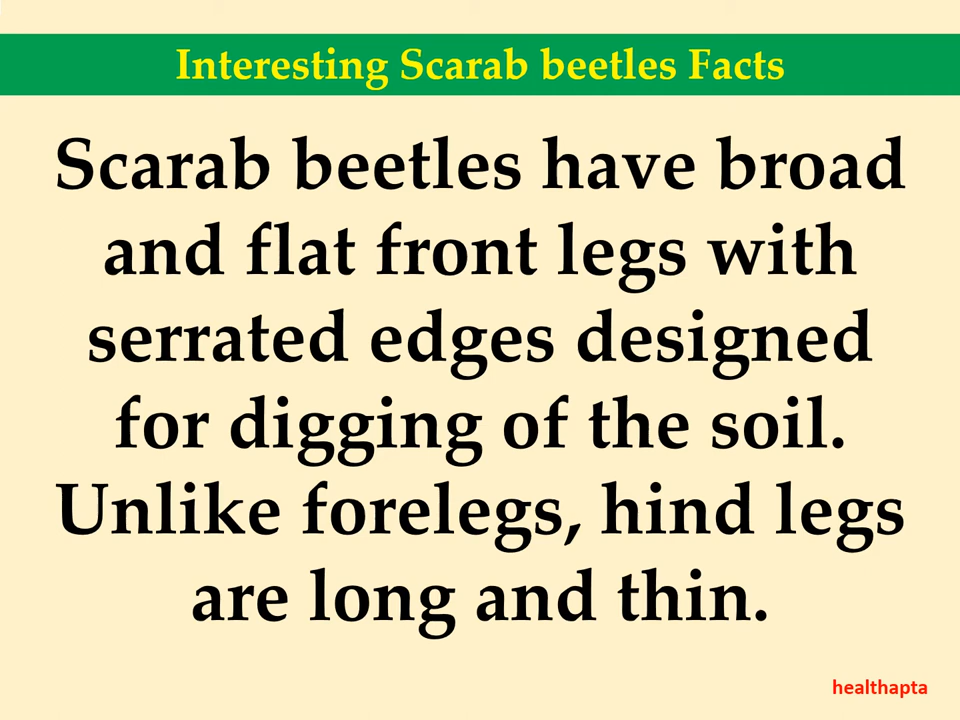 Interesting Scarab beetles Facts
Scarab beetles have broad
and flat front legs with
serrated edges designed
for digging of the soil.
Unlike forelegs, hind legs
are long and thin.
healthapta